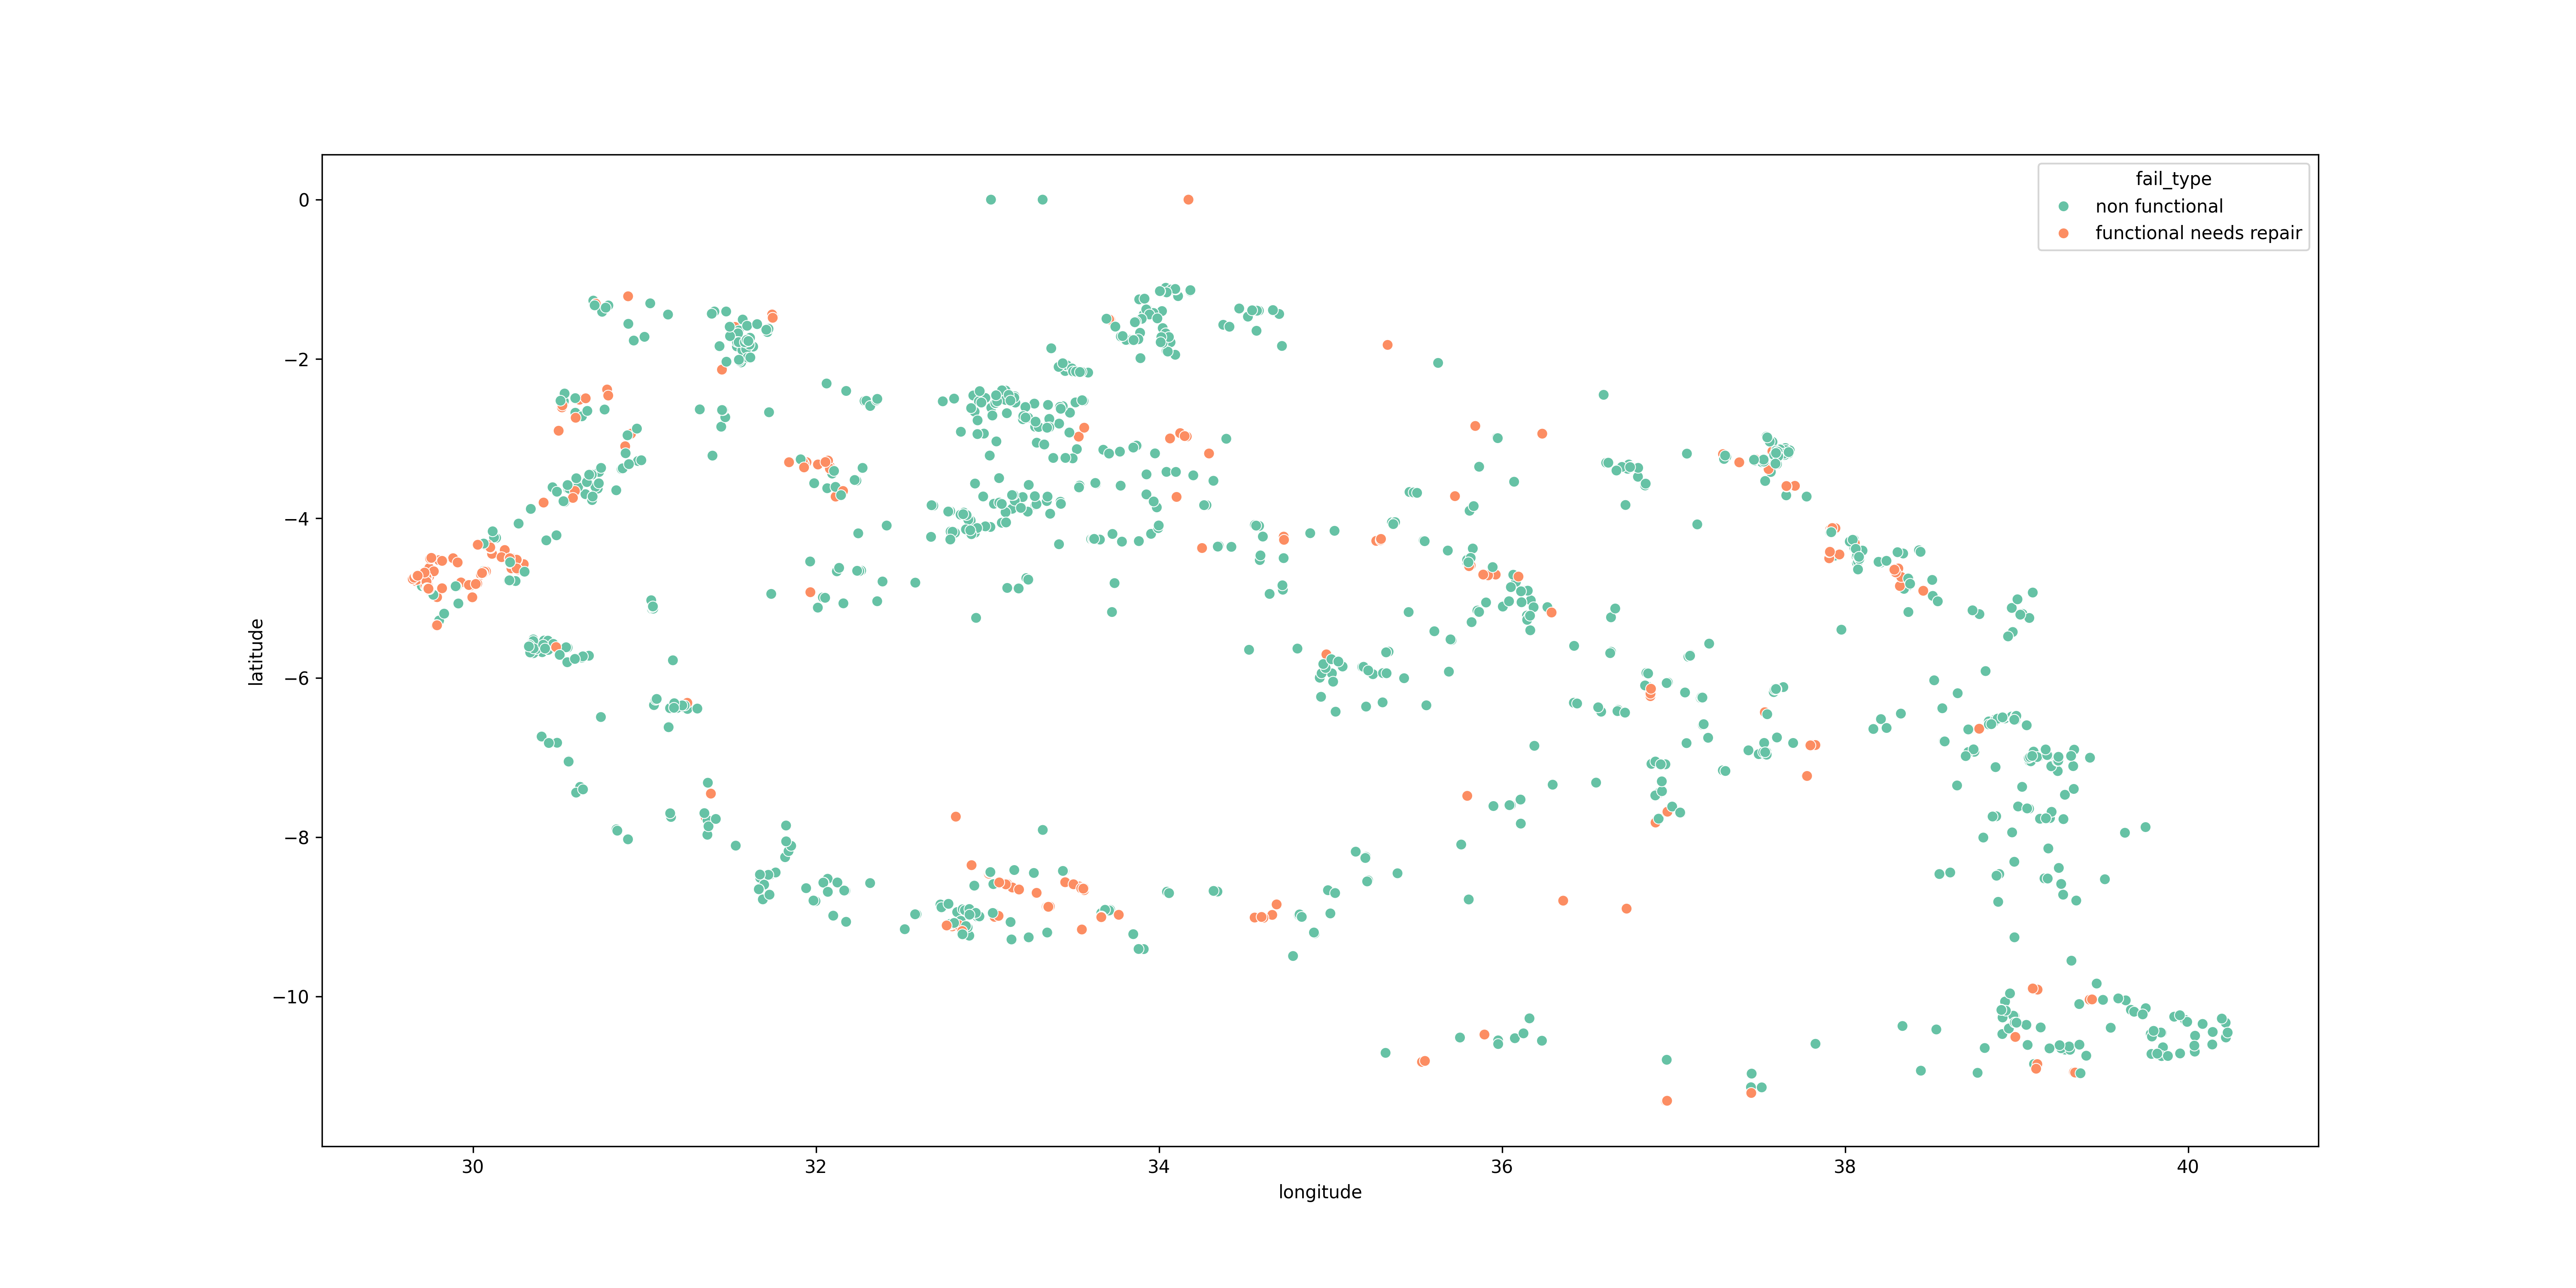 fail_type
non functional
functional needs repair
0
−2
−4
−6
−8
−10
latitude
30 32 34 36 38 40
longitude